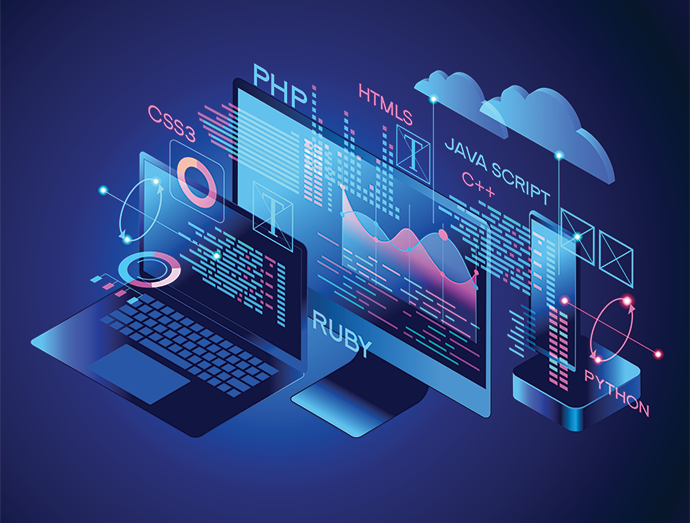 PHP
HTMLS
CSS3
JAVA SCRIPT
C++
T
T
RUBY
PYTHON